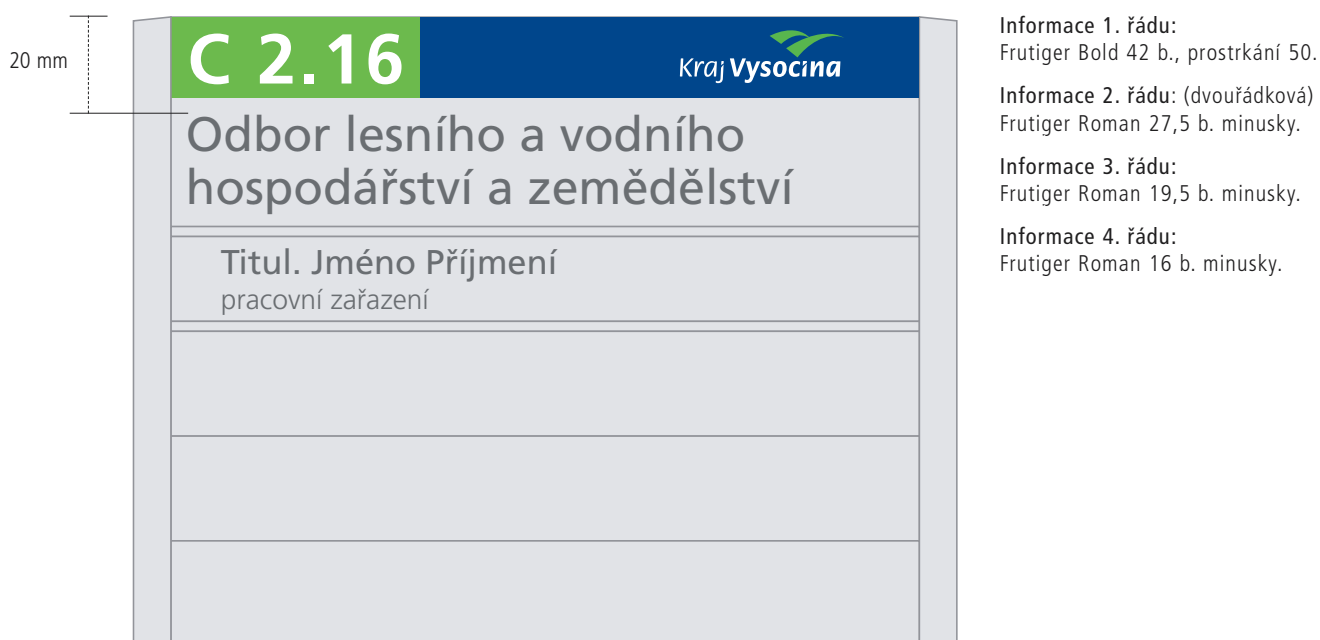 20 mm
C 2.16
Kraj Vysočina
Odbor lesního a vodního
hospodářství a zemědělství
Titul. Jméno Příjmení
pracovní zařazení
Informace 1. řádu:
Frutiger Bold 42 b., prostrkání 50.
Informace 2. řádu: (dvouřádková)
Frutiger Roman 27,5 b. minusky.
Informace 3. řádu:
Frutiger Roman 19,5 b. minusky.
Informace 4. řádu:
Frutiger Roman 16 b. minusky.